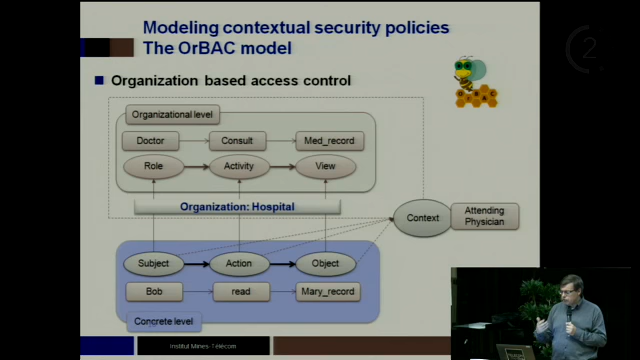 Modeling contextual security policies
The OrBAC model
Organization based access control
Organizational level
Doctor
Consult
Med_record
Role
Activity
View
Organization: Hospital
Context
Attending
Physician
Subject
Action
Object
Bob
read
Mary_record
Concrete level
Institut Mines-Télécom
2